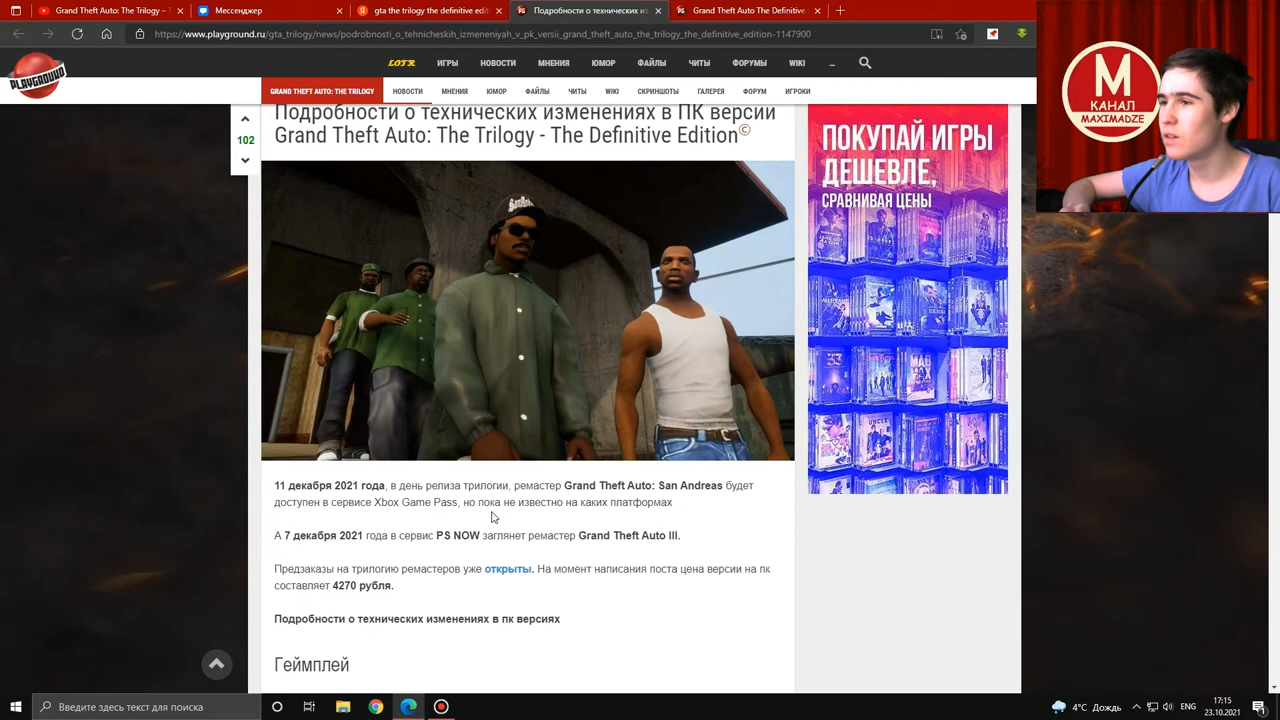 Grand Theft Auto: The Trilogy - T
Мессенджер
gta the trilogy the definitive edi
Подробности о технических из
Grand Theft Auto The Definitive E
https://www.playground.ru/gta_trilogy/news/podrobnosti_o_tehnicheskih_izmeneniyah_v_pk_versii_grand_theft_auto_the_trilogy_the_definitive_edition-1147900
PLAYGROUND
LOTR ИГРЫ НОВОСТИ МНЕНИЯ ЮМОР ФАЙЛЫ ЧИТЫ ФОРУМЫ WIKI
GRAND THEFT AUTO: THE TRILOGY НОВОСТИ МНЕНИЯ ЮМОР ФАЙЛЫ ЧИТЫ WIKI СКРИНШОТЫ ГАЛЕРЕЯ ФОРУМ ИГРОКИ
М
КАНАЛ
MAXIMADZE
102
Подробности о технических изменениях в ПК версии
Grand Theft Auto: The Trilogy - The Definitive Edition©
ПОКУПАЙ ИГРЫ
ДЕШЕВЛЕ,
СРАВНИВАЯ ЦЕНЫ
11 декабря 2021 года, в день релиза трилогии, ремастер Grand Theft Auto: San Andreas будет
доступен в сервисе Xbox Game Pass, но пока не известно на каких платформах
А 7 декабря 2021 года в сервис PS NOW заглянет ремастер Grand Theft Auto III.
Предзаказы на трилогию ремастеров уже открыты. На момент написания поста цена версии на пк
составляет 4270 рубля.
Подробности о технических изменениях в пк версиях
Геймплей
Введите здесь текст для поиска
4°C Дождь
ENG
17:15
23.10.2021